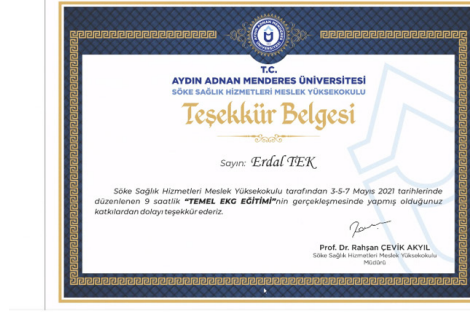 T.C.
AYDIN ADNAN MENDERES ÜNİVERSİTESİ
SÖKE SAĞLIK HİZMETLERİ MESLEK YÜKSEKOKULU
Teşekkür Belgesi
Sayın: Erdal TEK
Söke Sağlık Hizmetleri Meslek Yüksekokulu tarafından 3-5-7 Mayıs 2021 tarihlerinde
düzenlenen 9 saatlik “TEMEL EKG EĞİTİMİ”nin gerçekleşmesinde yapmış olduğunuz
katkılardan dolayı teşekkür ederiz.
Prof. Dr. Rahşan ÇEVİK AKYIL
Söke Sağlık Hizmetleri Meslek Yüksekokulu
Müdürü